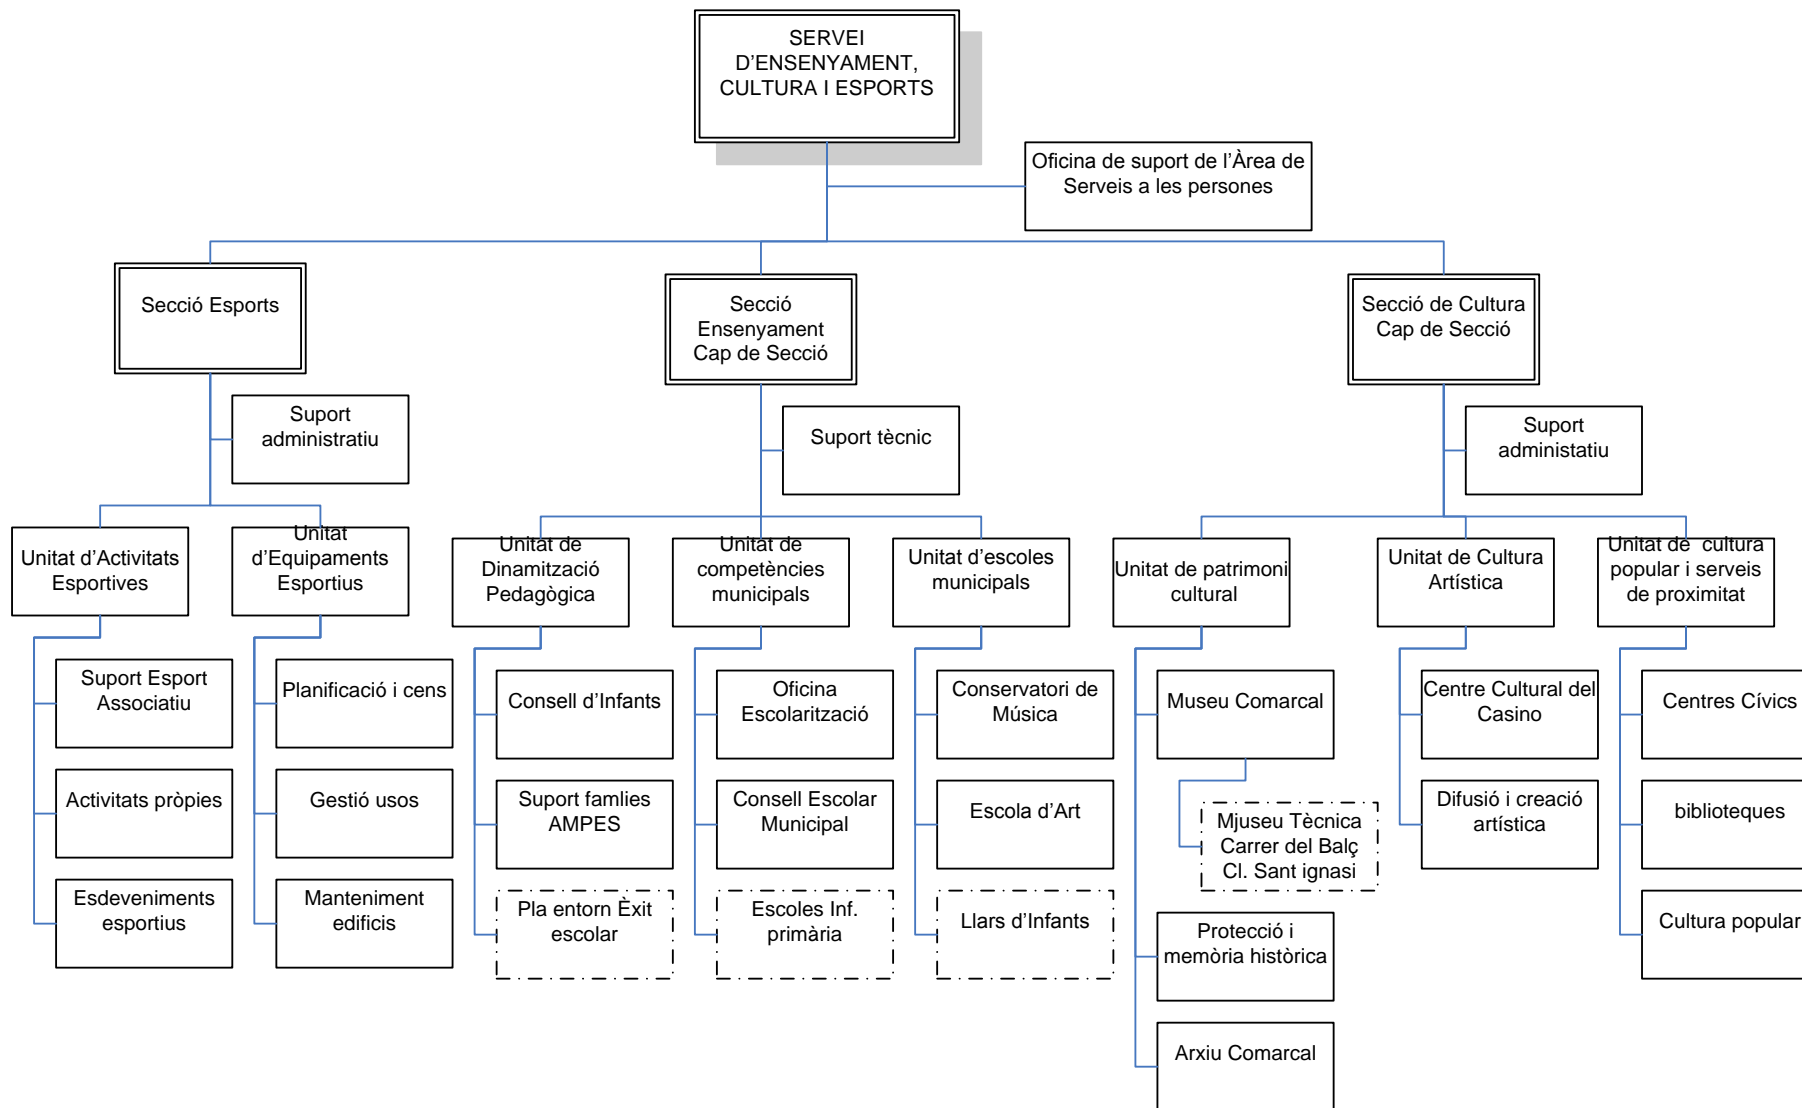 SERVEI
D’ENSENYAMENT,
CULTURA I ESPORTS
Oficina de suport de l’Àrea de
Serveis a les persones
Secció Esports
Secció
Ensenyament
Cap de Secció
Secció de Cultura
Cap de Secció
Suport
administratiu
Suport tècnic
Suport
administatiu
Unitat d’Activitats
Esportives
Unitat
d’Equipaments
Esportius
Unitat de
Dinamització
Pedagògica
Unitat de
competències
municipals
Unitat d’escoles
municipals
Unitat de patrimoni
cultural
Unitat de Cultura
Artística
Unitat de cultura
popular i serveis
de proximitat
Suport Esport
Associatiu
Activitats pròpies
Esdeveniments
esportius
Planificació i cens
Gestió usos
Manteniment
edificis
Consell d’Infants
Suport famlies
AMPES
Pla entorn Èxit
escolar
Oficina
Escolarització
Consell Escolar
Municipal
Escoles Inf.
primària
Conservatori de
Música
Escola d’Art
Llars d’Infants
Museu Comarcal
Mjuseu Tècnica
Carrer del Balç
Cl. Sant ignasi
Protecció i
memòria històrica
Arxiu Comarcal
Centre Cultural del
Casino
Difusió i creació
artística
Centres Cívics
biblioteques
Cultura popular